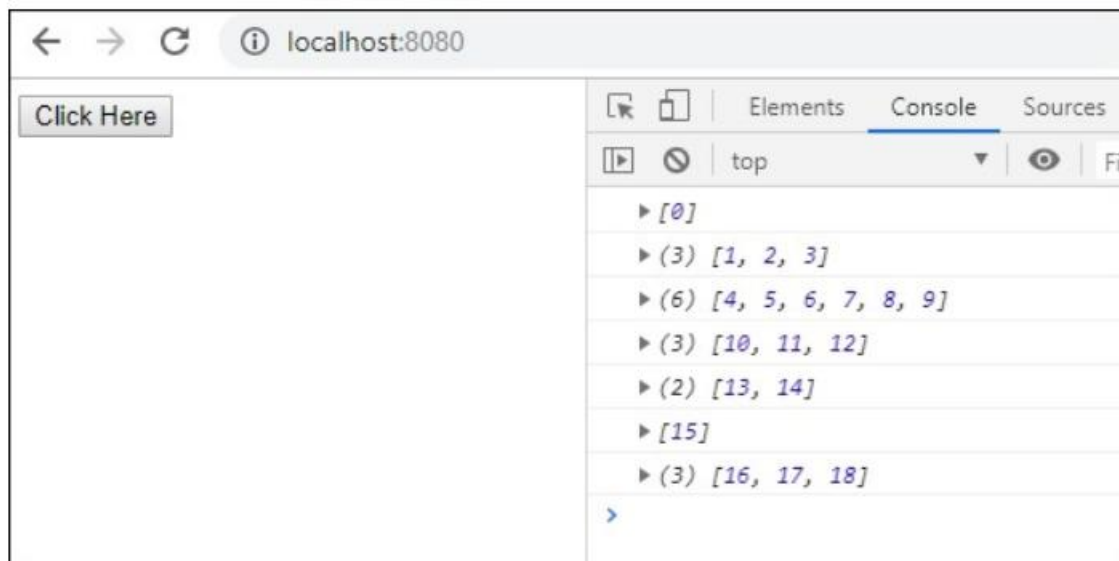 localhost:8080
Click Here
Elements Console Sources
top
[0]
(3) [1, 2, 3]
(6) [4, 5, 6, 7, 8, 9]
(3) [10, 11, 12]
(2) [13, 14]
[15]
(3) [16, 17, 18]